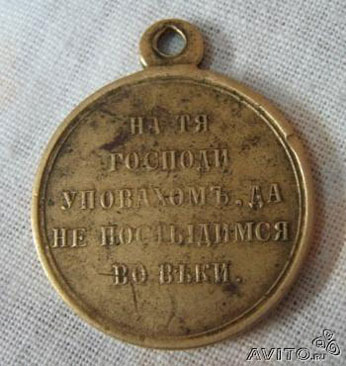 НА ТЯ
ГОСПОДИ
УПОВАХОМЪ, ДА
НЕ ПОСТЫДИМСЯ
ВО ВѢКИ.
AVITO.ru